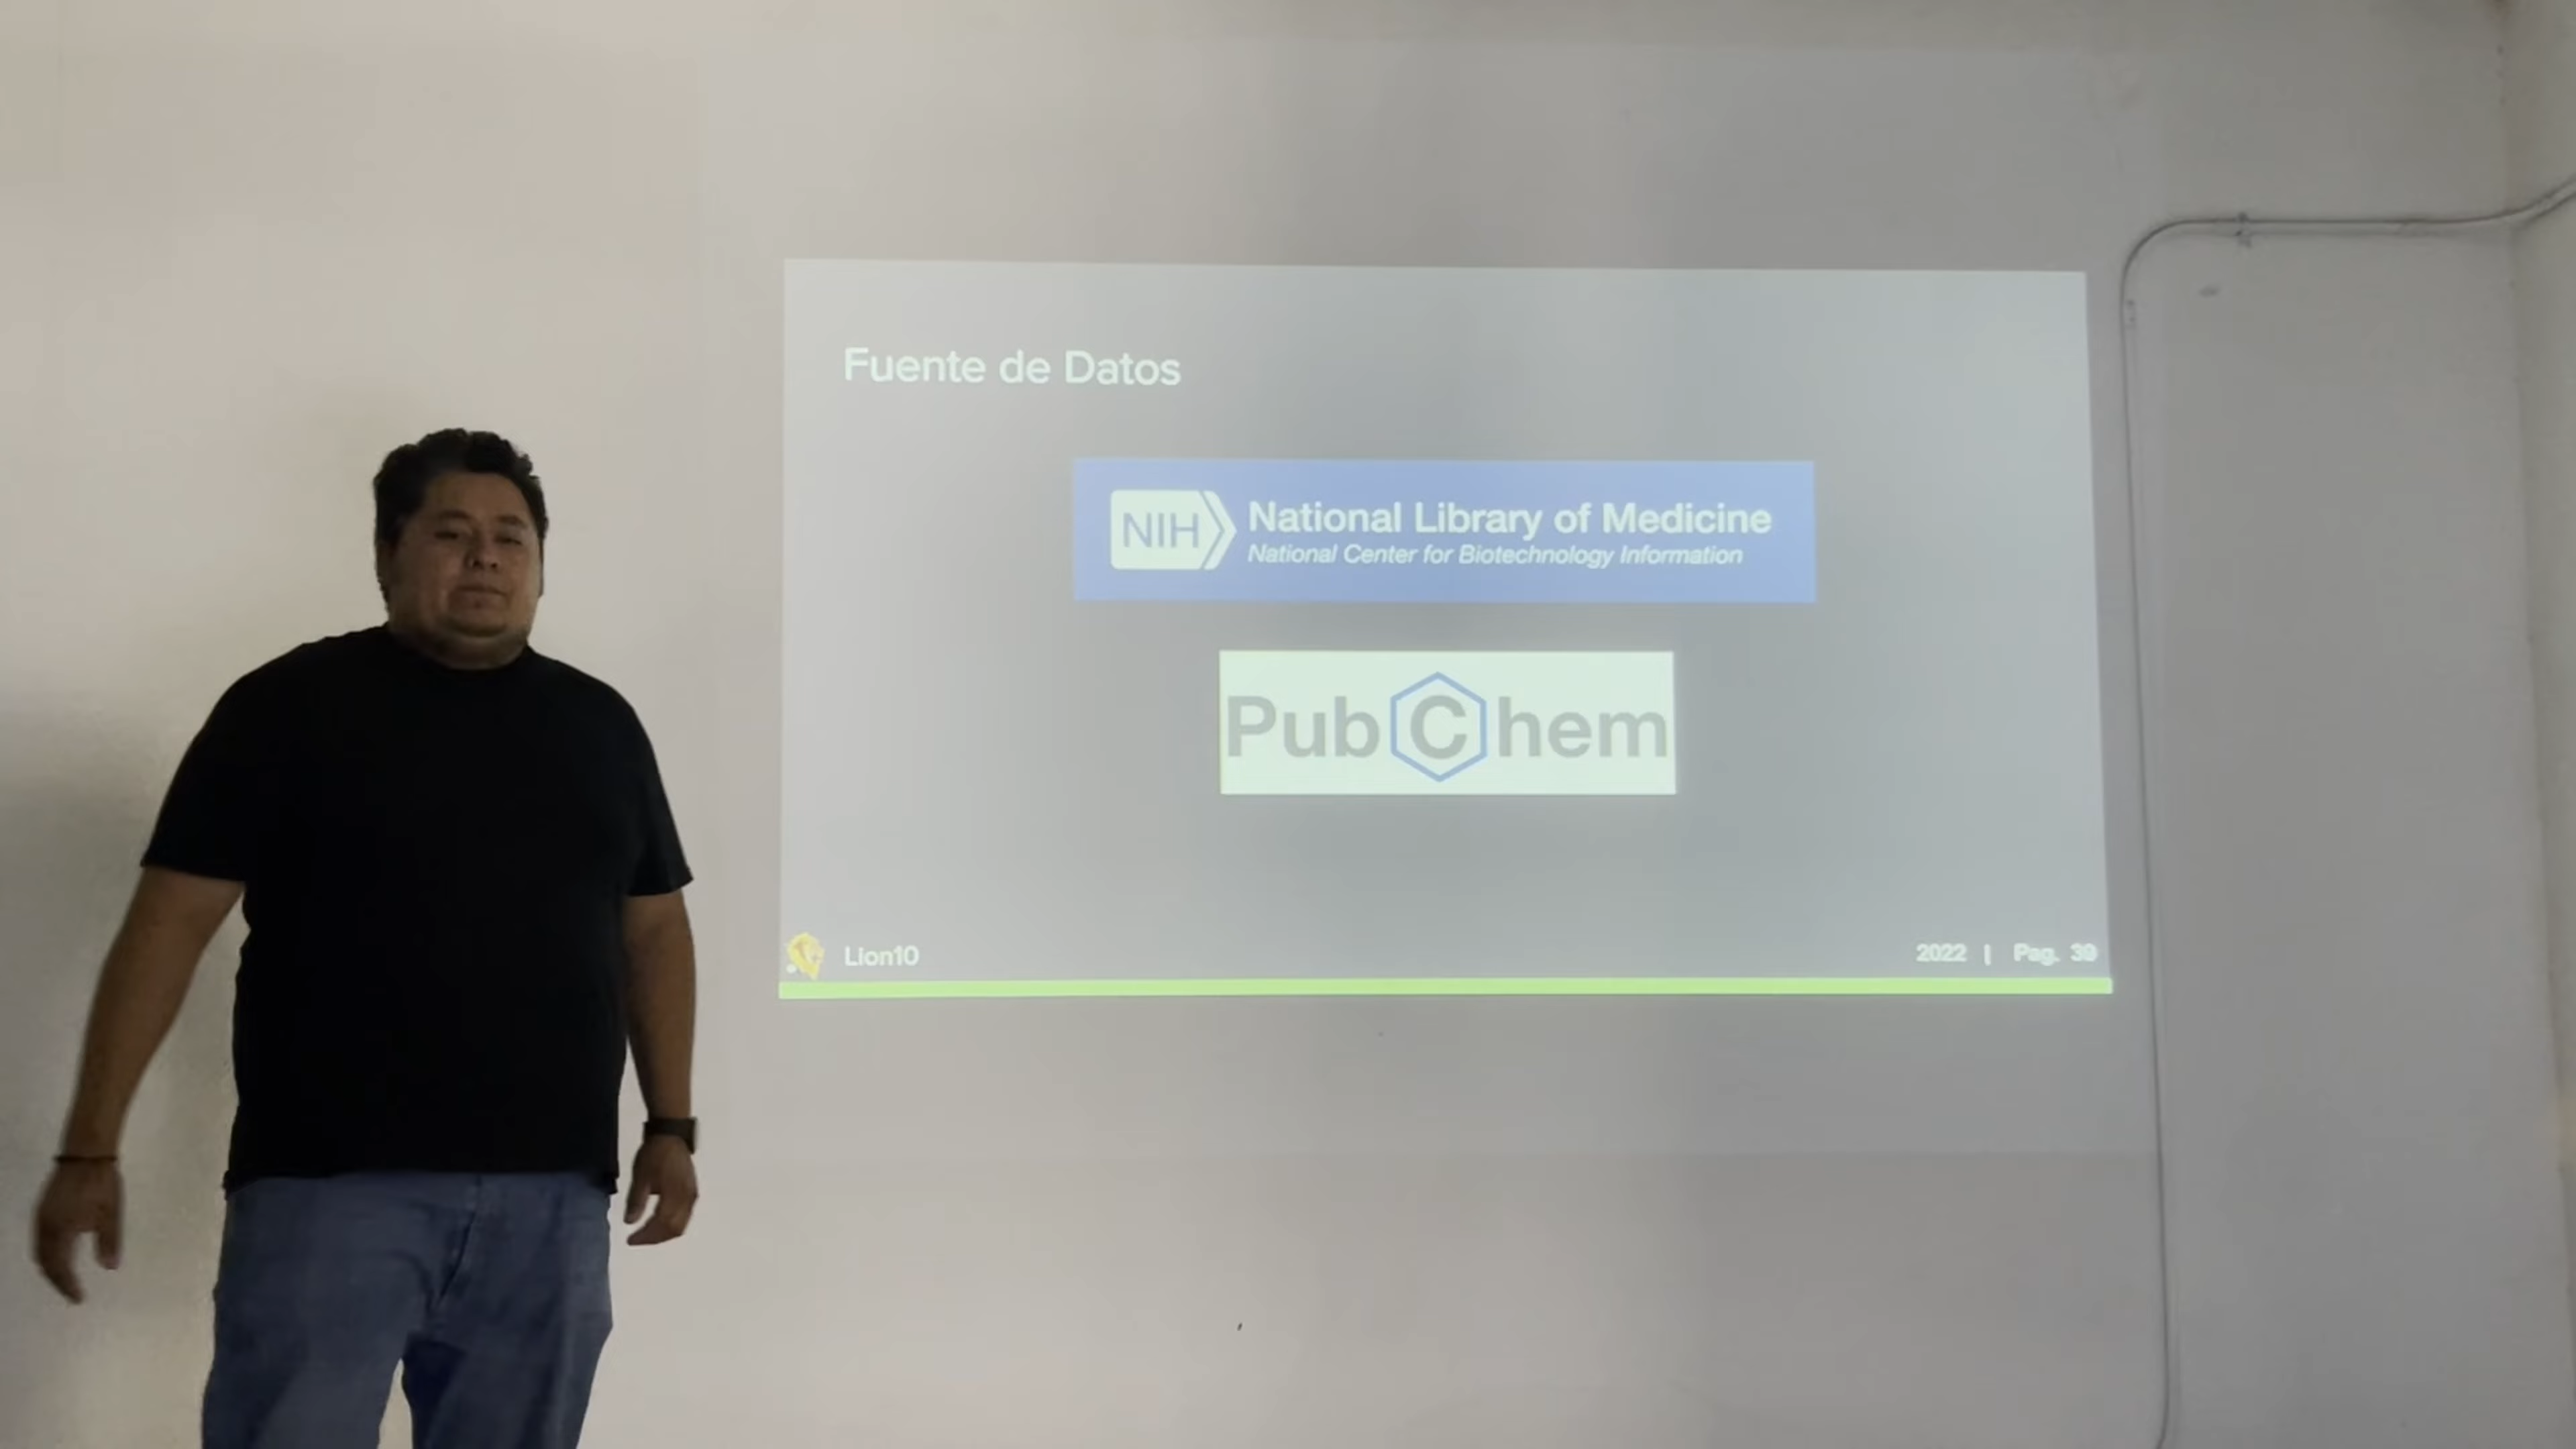 Fuente de Datos
NIH National Library of Medicine
National Center for Biotechnology Information
PubChem
Lion10
2022 | Pag. 39